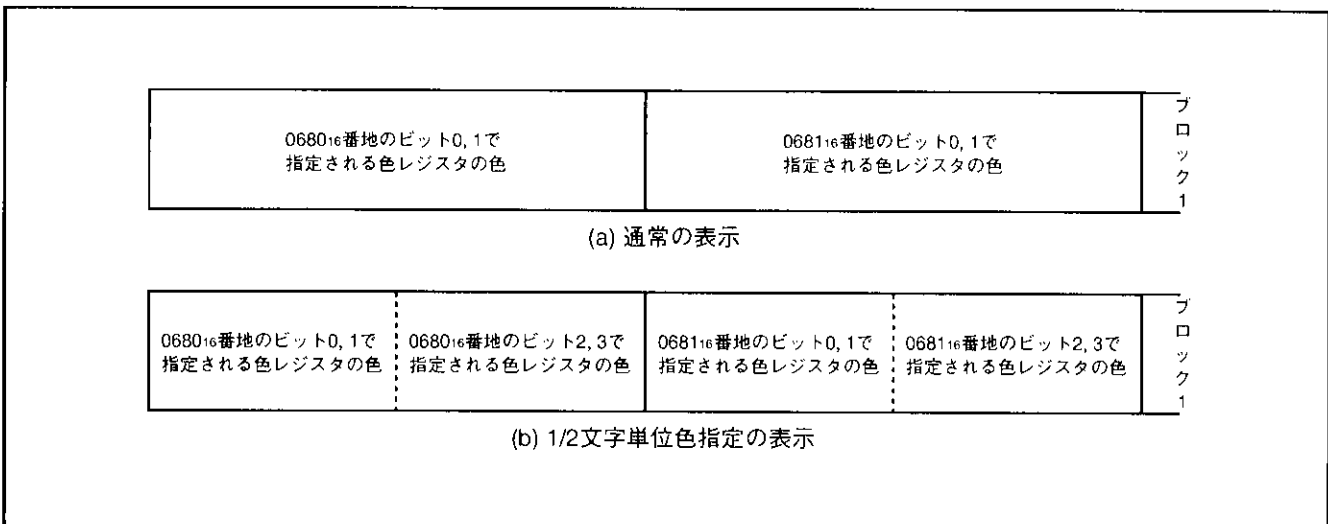 0680₁₆番地のビット0, 1で
指定される色レジスタの色
0681₁₆番地のビット0, 1で
指定される色レジスタの色
ブロック1
(a) 通常の表示
0680₁₆番地のビット0, 1で
指定される色レジスタの色
0680₁₆番地のビット2, 3で
指定される色レジスタの色
0681₁₆番地のビット0, 1で
指定される色レジスタの色
0681₁₆番地のビット2, 3で
指定される色レジスタの色
ブロック1
(b) 1/2文字単位色指定の表示